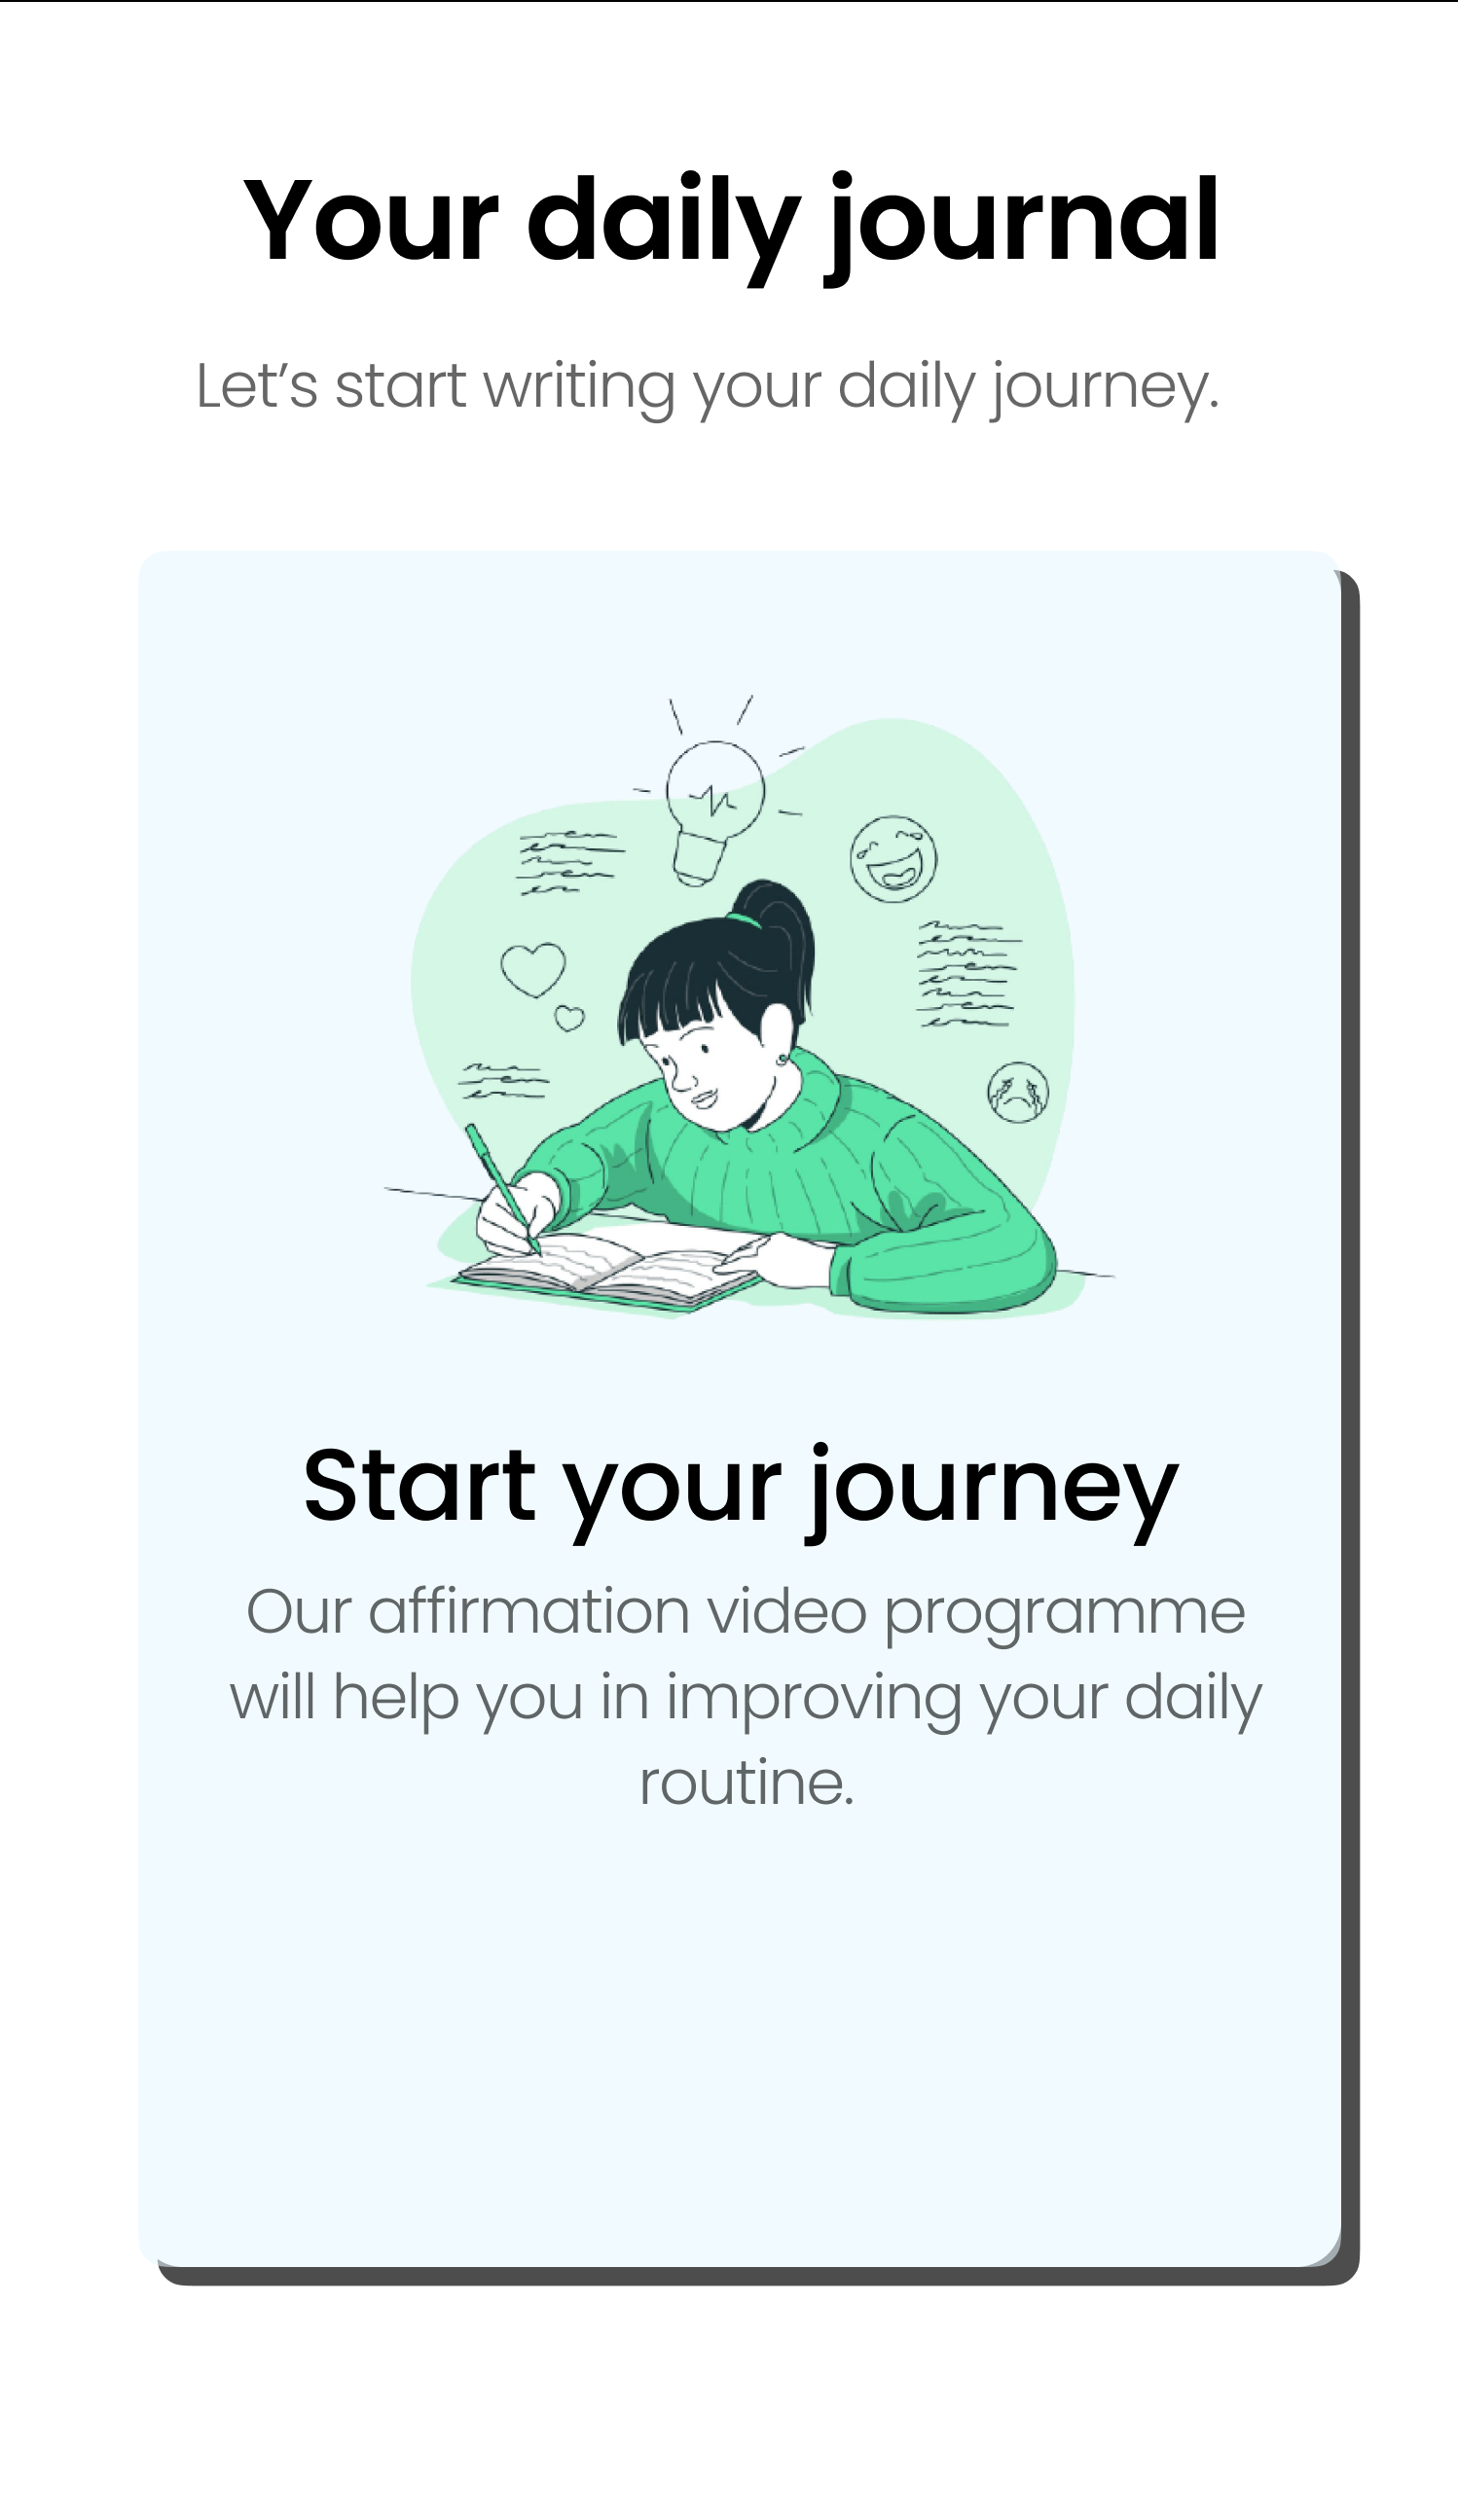 Your daily journal
Let’s start writing your daily journey.
Start your journey
Our affirmation video programme
will help you in improving your daily
routine.